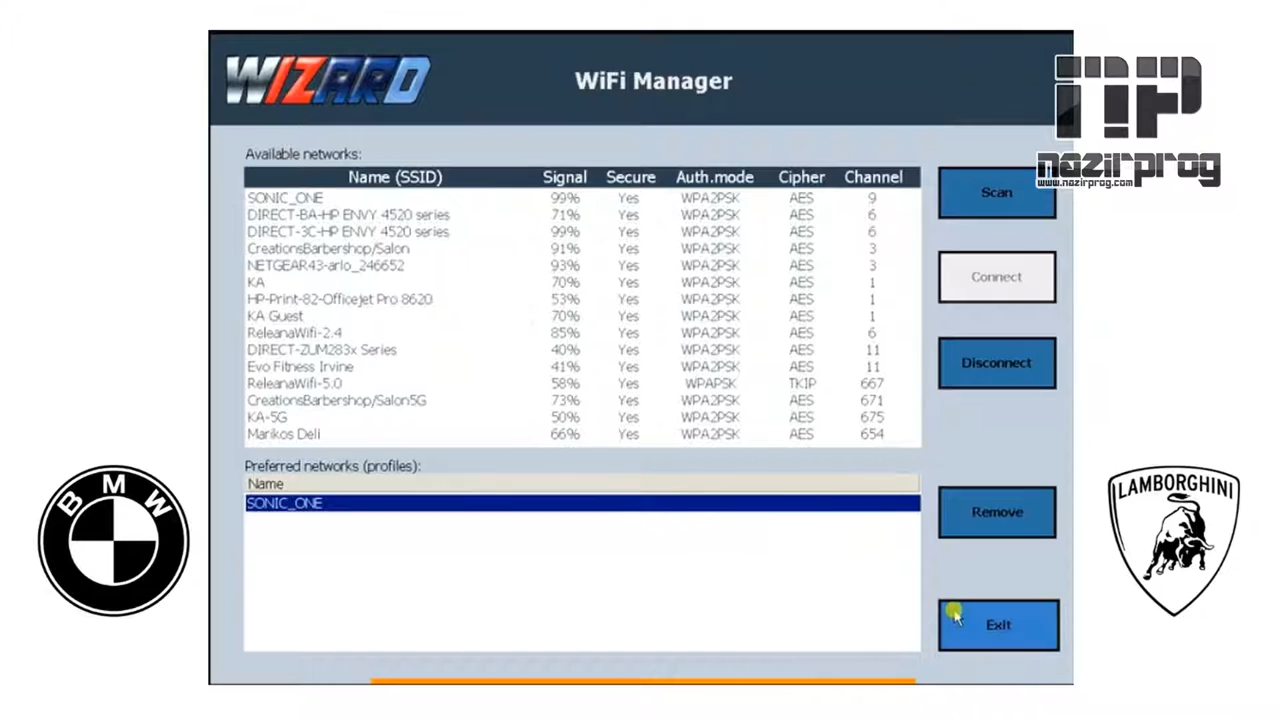 WIZARD
WiFi Manager
NP
nazirprog
www.nazirprog.com
Available networks:
Name (SSID) Signal Secure Auth.mode Cipher Channel
SONIC_ONE 99% Yes WPA2PSK AES 9
DIRECT-BA-HP ENVY 4520 series 71% Yes WPA2PSK AES 6
DIRECT-3C-HP ENVY 4520 series 99% Yes WPA2PSK AES 6
CreationsBarbershop/Salon 91% Yes WPA2PSK AES 3
NETGEAR43-arlo_246652 93% Yes WPA2PSK AES 3
KA 70% Yes WPA2PSK AES 1
HP-Print-82-Officejet Pro 8620 53% Yes WPA2PSK AES 1
KA Guest 70% Yes WPA2PSK AES 1
ReleanaWifi-2.4 85% Yes WPA2PSK AES 6
DIRECT-ZUM283x Series 40% Yes WPA2PSK AES 11
Evo Fitness Irvine 41% Yes WPA2PSK AES 11
ReleanaWifi-5.0 58% Yes WPAPSK TKIP 667
CreationsBarbershop/Salon5G 73% Yes WPA2PSK AES 671
KA-5G 50% Yes WPA2PSK AES 675
Marikos Deli 66% Yes WPA2PSK AES 654
Scan
Connect
Disconnect
Preferred networks (profiles):
Name
SONIC_ONE
Remove
Exit
BMW
LAMBORGHINI